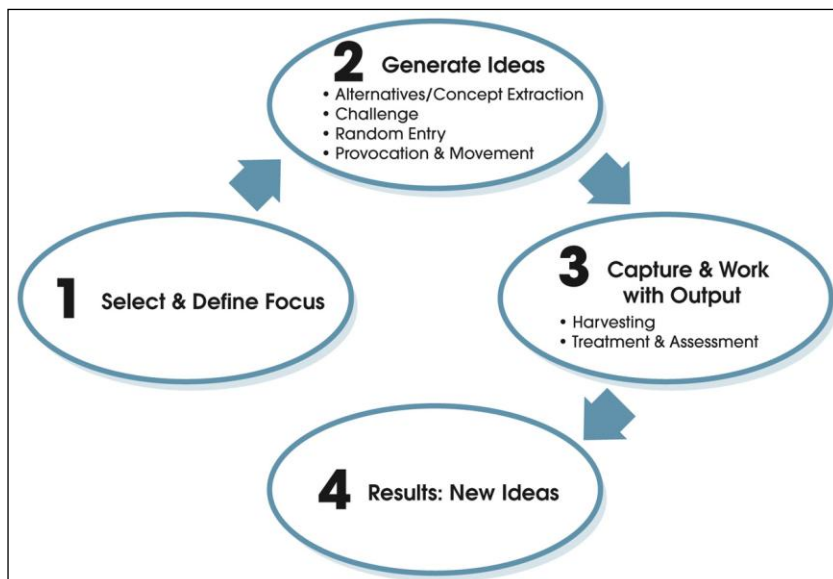 1 Select & Define Focus
2 Generate Ideas
• Alternatives/Concept Extraction
• Challenge
• Random Entry
• Provocation & Movement
3 Capture & Work
with Output
• Harvesting
• Treatment & Assessment
4 Results: New Ideas